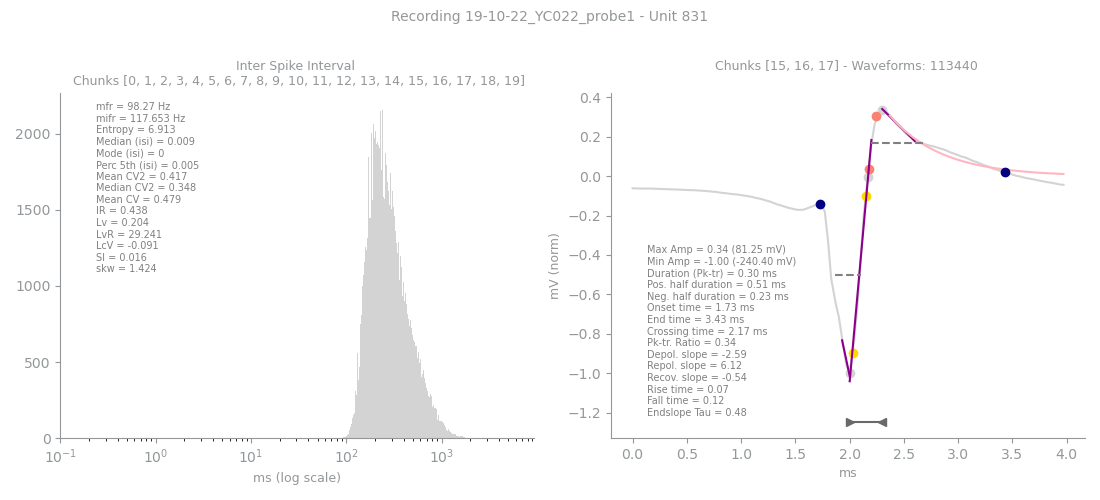 Recording 19-10-22_YC022_probe1 - Unit 831
Inter Spike Interval
Chunks [0, 1, 2, 3, 4, 5, 6, 7, 8, 9, 10, 11, 12, 13, 14, 15, 16, 17, 18, 19]
mfr = 98.27 Hz
mifr = 117.653 Hz
Entropy = 6.913
Median (isi) = 0.009
Mode (isi) = 0
Perc 5th (isi) = 0.005
Mean CV2 = 0.417
Median CV2 = 0.348
Mean CV = 0.479
IR = 0.438
Lv = 0.204
LvR = 29.241
LcV = -0.091
SI = 0.016
skw = 1.424
2000
1500
1000
500
0
10⁻¹ 10⁰ 10¹ 10² 10³
ms (log scale)
Chunks [15, 16, 17] - Waveforms: 113440
mV (norm)
0.4
0.2
0.0
−0.2
−0.4
−0.6
−0.8
−1.0
−1.2
Max Amp = 0.34 (81.25 mV)
Min Amp = -1.00 (-240.40 mV)
Duration (Pk-tr) = 0.30 ms
Pos. half duration = 0.51 ms
Neg. half duration = 0.23 ms
Onset time = 1.73 ms
End time = 3.43 ms
Crossing time = 2.17 ms
Pk-tr. Ratio = 0.34
Depol. slope = -2.59
Repol. slope = 6.12
Recov. slope = -0.54
Rise time = 0.07
Fall time = 0.12
Endslope Tau = 0.48
0.0 0.5 1.0 1.5 2.0 2.5 3.0 3.5 4.0
ms